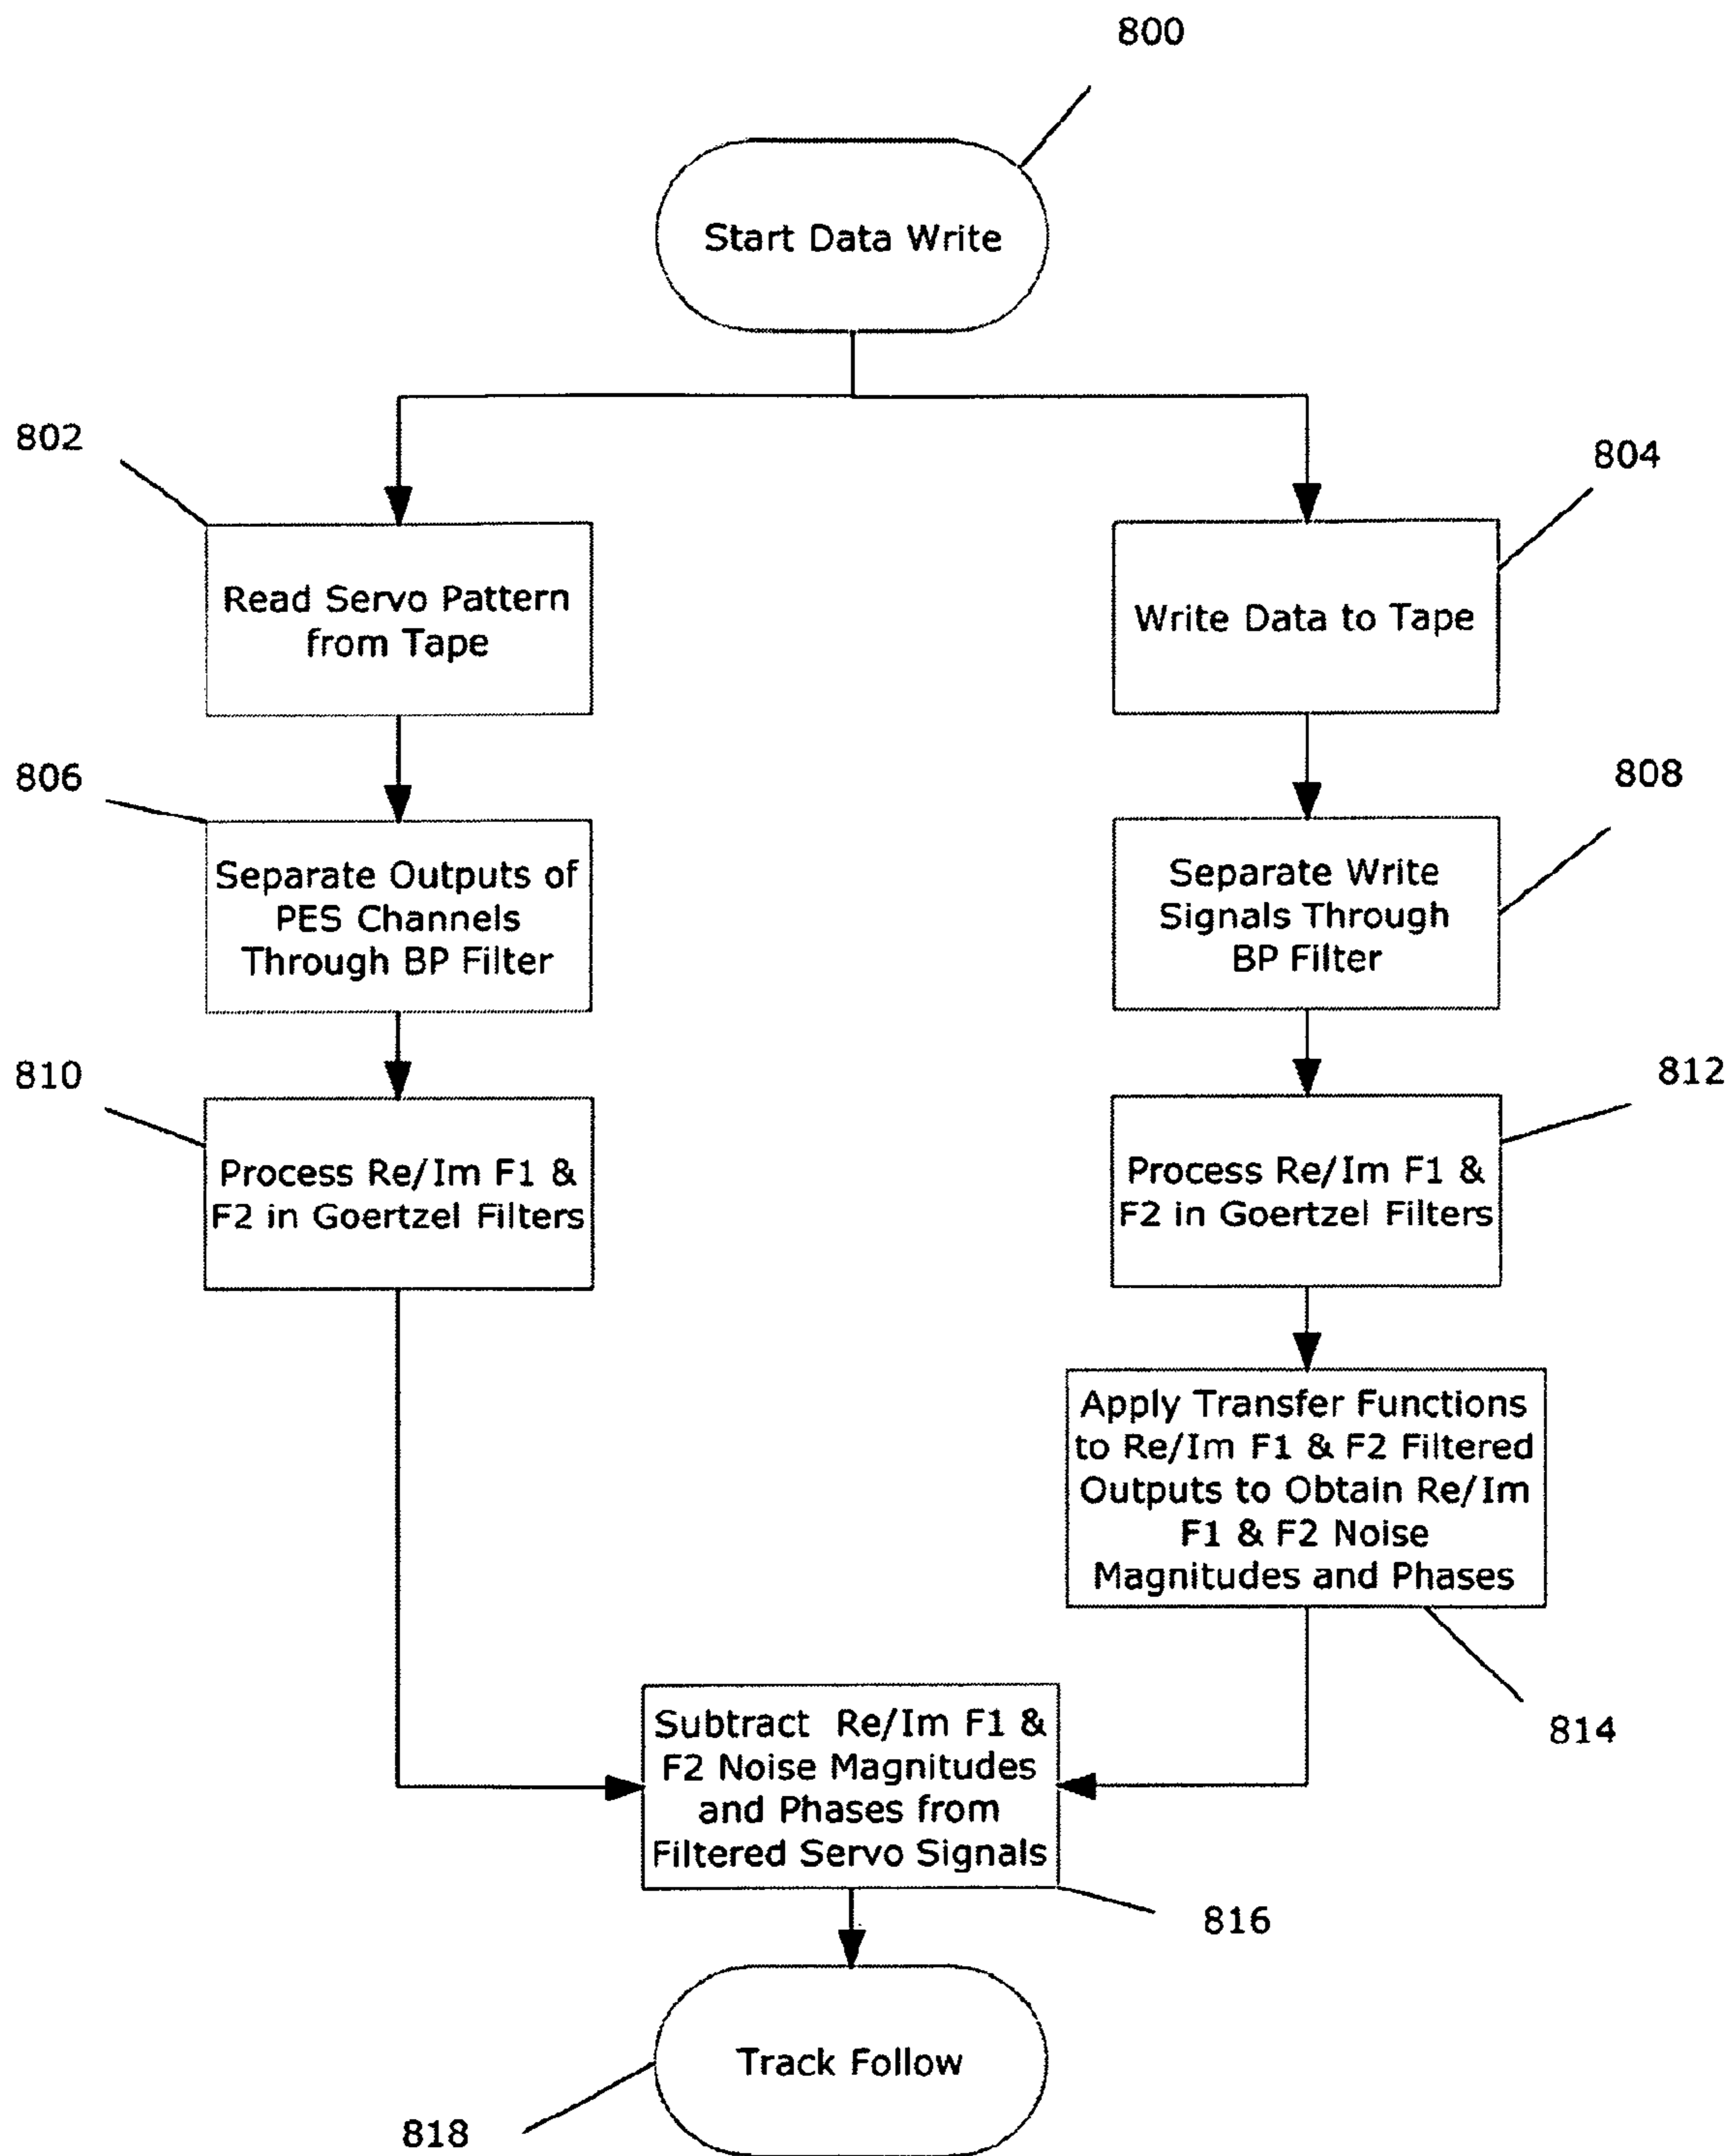 800
Start Data Write
802
804
Read Servo Pattern
from Tape
Write Data to Tape
806
808
Separate Outputs of
PES Channels
Through BP Filter
Separate Write
Signals Through
BP Filter
810
812
Process Re/Im F1 &
F2 in Goertzel Filters
Process Re/Im F1 &
F2 in Goertzel Filters
Apply Transfer Functions
to Re/Im F1 & F2 Filtered
Outputs to Obtain Re/Im
F1 & F2 Noise
Magnitudes and Phases
814
Subtract Re/Im F1 &
F2 Noise Magnitudes
and Phases from
Filtered Servo Signals
816
Track Follow
818